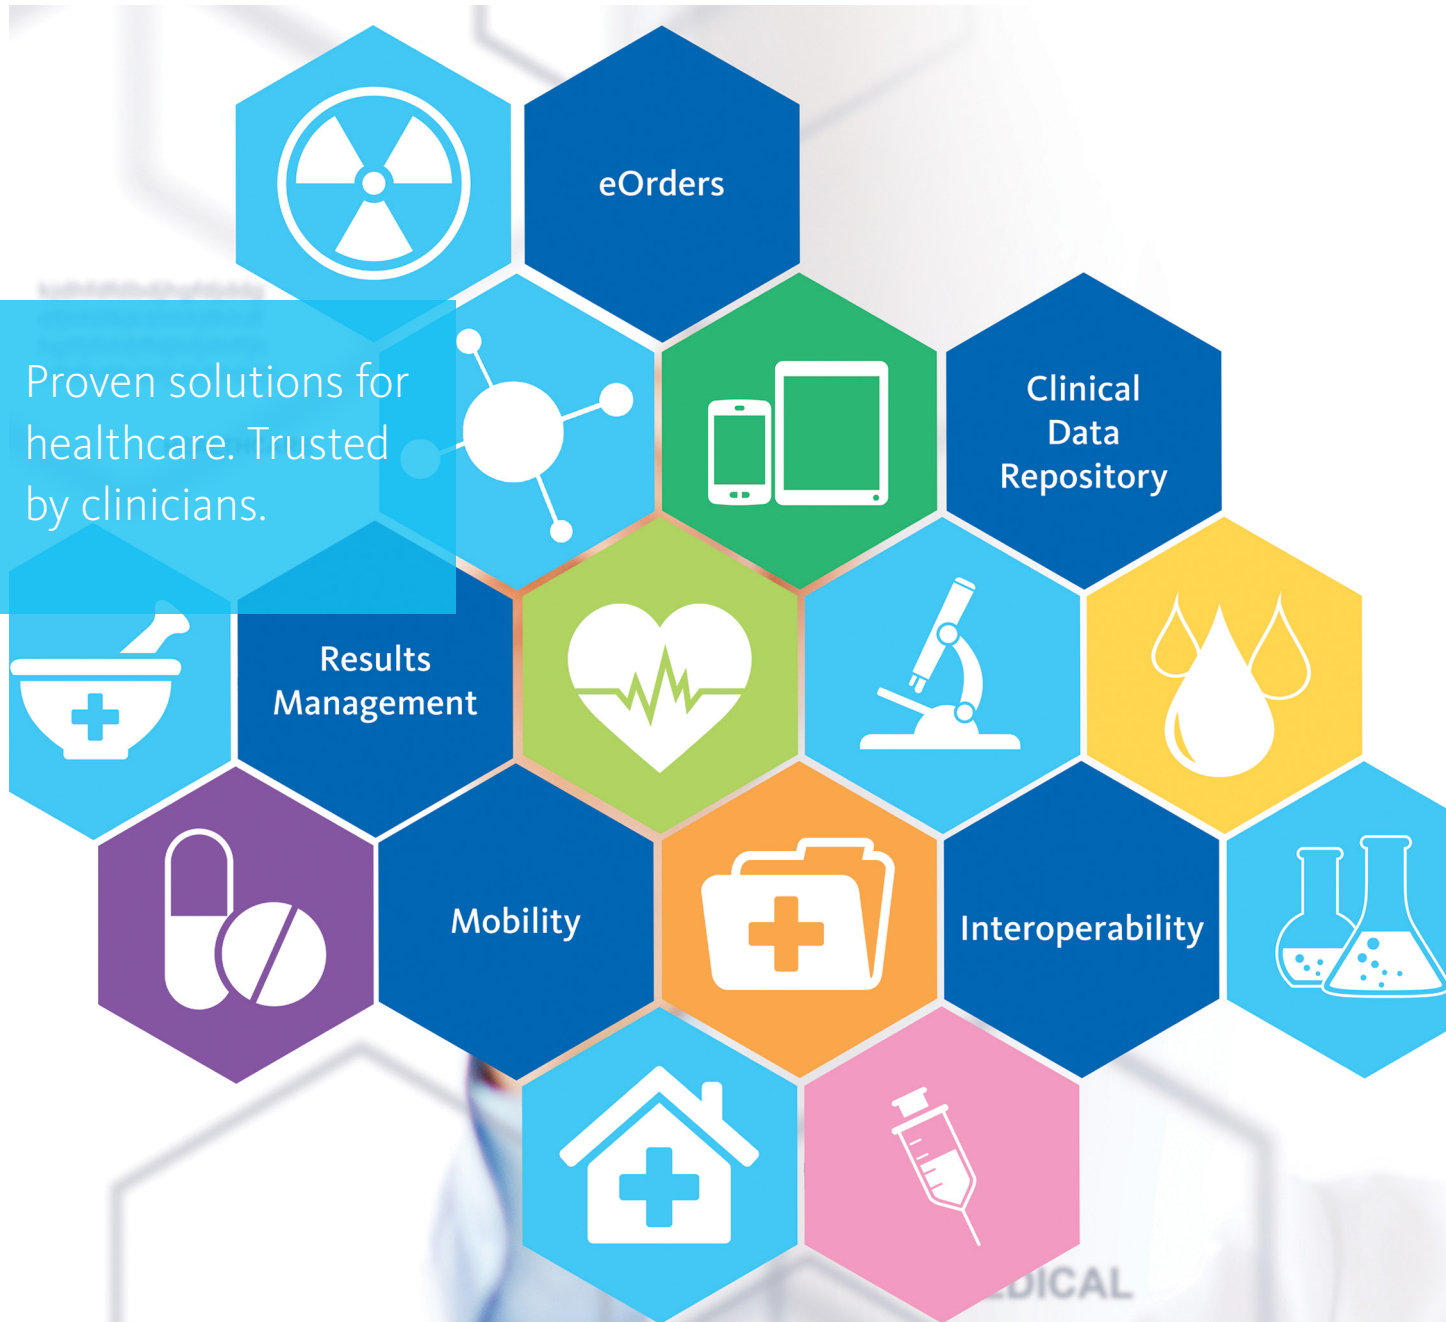 eOrders
Proven solutions for
healthcare. Trusted
by clinicians.
Clinical
Data
Repository
Results
Management
Mobility
Interoperability